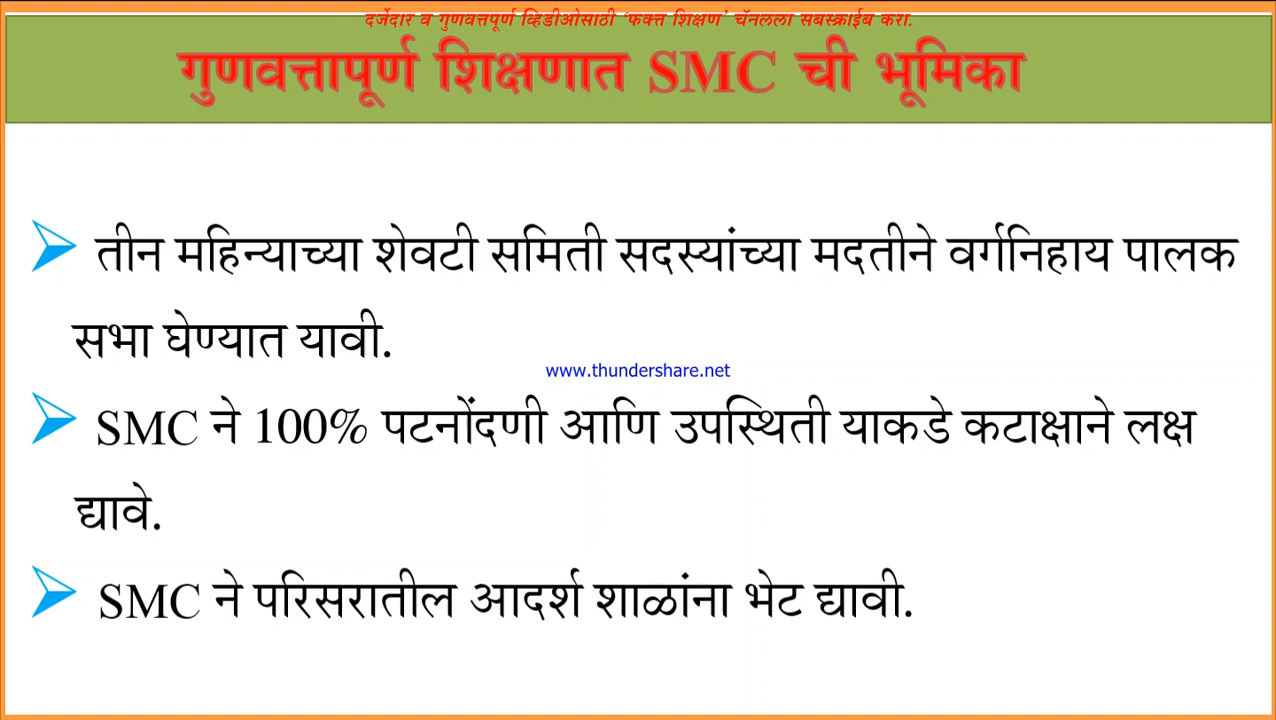 दर्जेदार व गुणवत्तपूर्ण व्हिडीओसाठी 'फक्त शिक्षण' चॅनलला सबस्क्राईब करा.
गुणवत्तापूर्ण शिक्षणात SMC ची भूमिका
तीन महिन्याच्या शेवटी समिती सदस्यांच्या मदतीने वर्गनिहाय पालक
सभा घेण्यात यावी.
www.thundershare.net
SMC ने 100% पटनोंदणी आणि उपस्थिती याकडे कटाक्षाने लक्ष
द्यावे.
SMC ने परिसरातील आदर्श शाळांना भेट द्यावी.